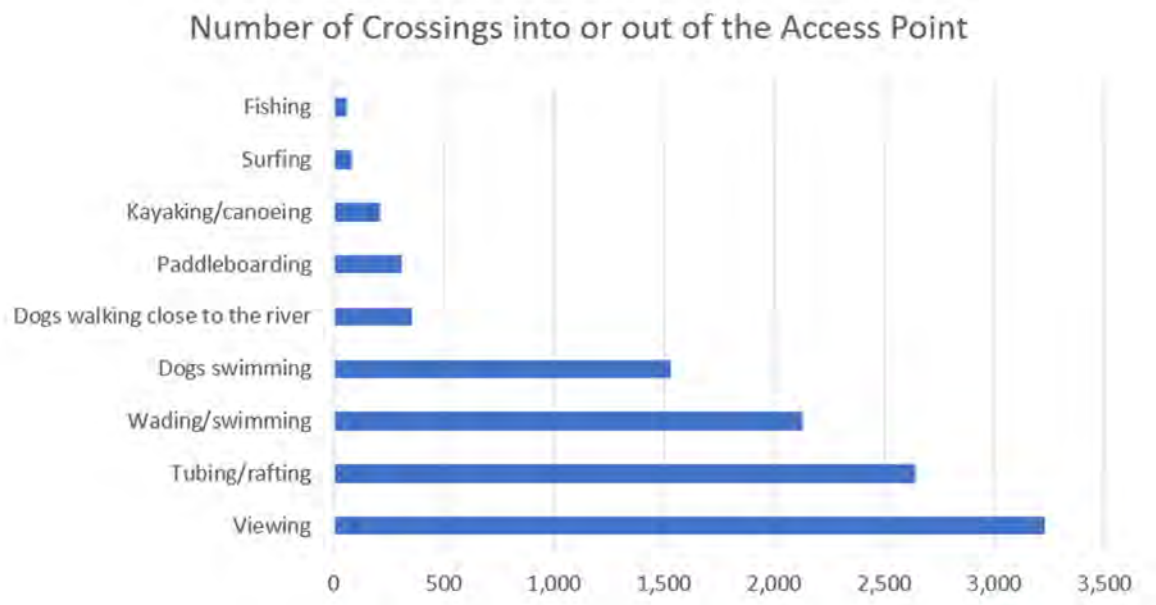 Number of Crossings into or out of the Access Point
Fishing
Surfing
Kayaking/canoeing
Paddleboarding
Dogs walking close to the river
Dogs swimming
Wading/swimming
Tubing/rafting
Viewing
0 500 1,000 1,500 2,000 2,500 3,000 3,500